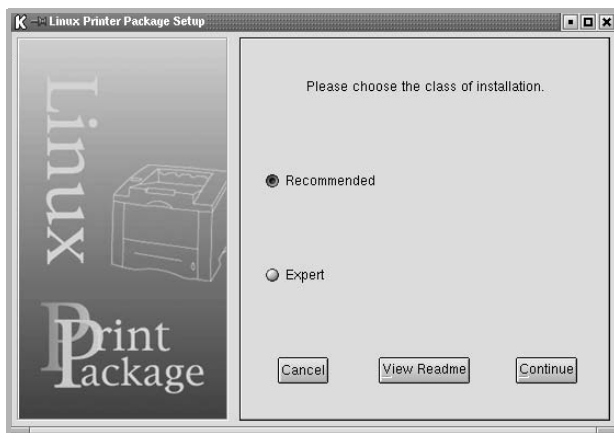 Linux Printer Package Setup
Linux
Print
Package
Please choose the class of installation.
Recommended
Expert
Cancel
View Readme
Continue